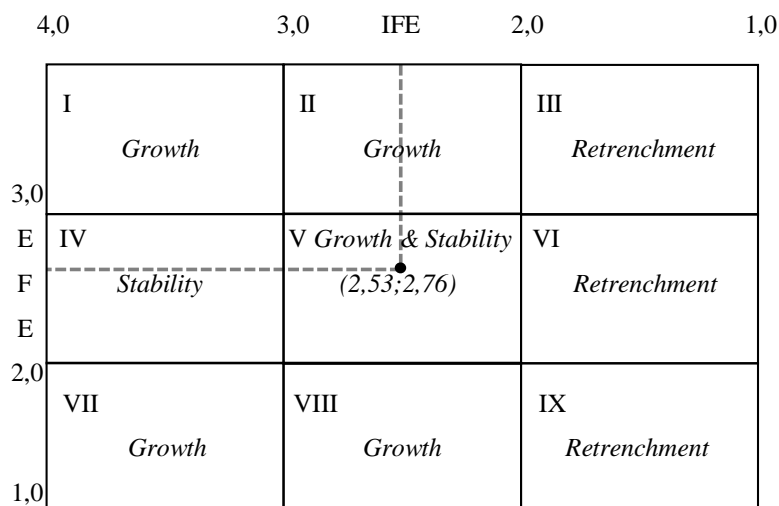 4,0 3,0 IFE 2,0 1,0
I II III
Growth Growth Retrenchment
3,0
E IV V Growth & Stability VI
F Stability (2,53;2,76) Retrenchment
E
2,0
VII VIII IX
Growth Growth Retrenchment
1,0